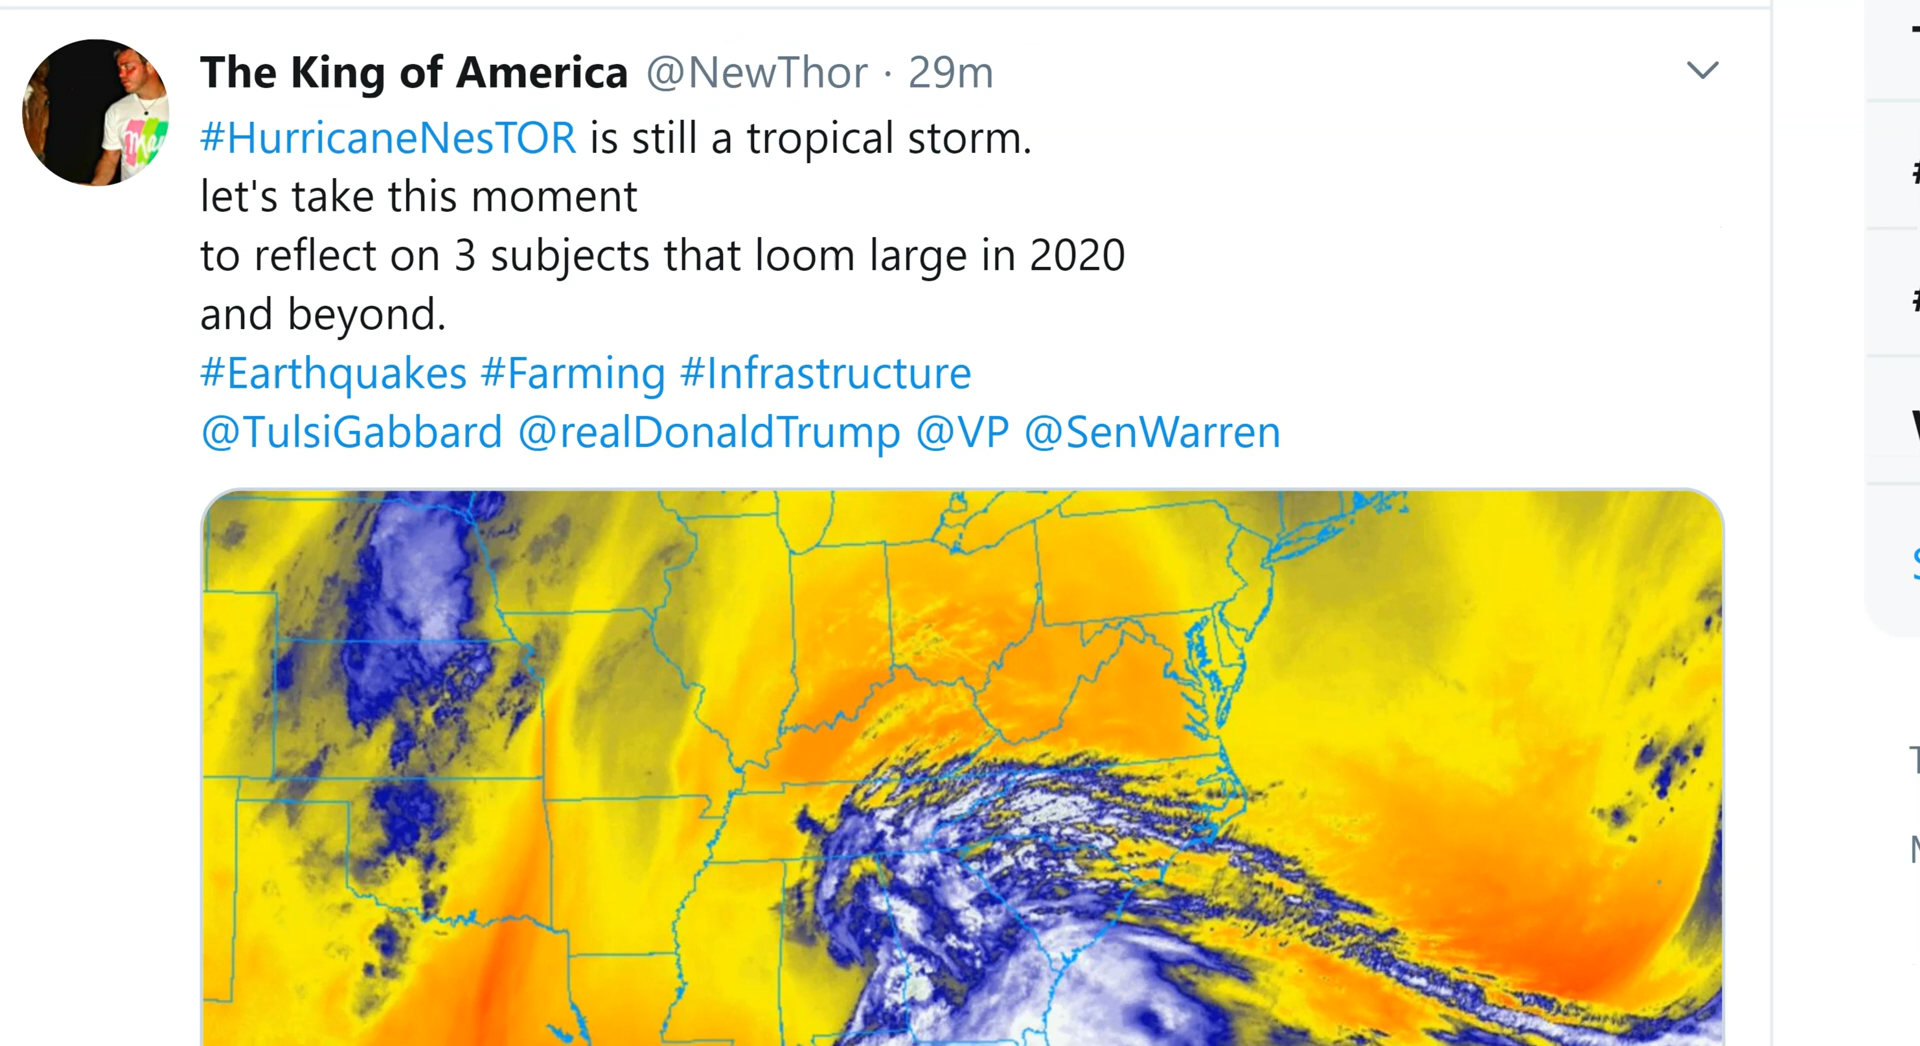 The King of America @NewThor · 29m
#HurricaneNesTOR is still a tropical storm.
let's take this moment
to reflect on 3 subjects that loom large in 2020
and beyond.
#Earthquakes #Farming #Infrastructure
@TulsiGabbard @realDonaldTrump @VP @SenWarren